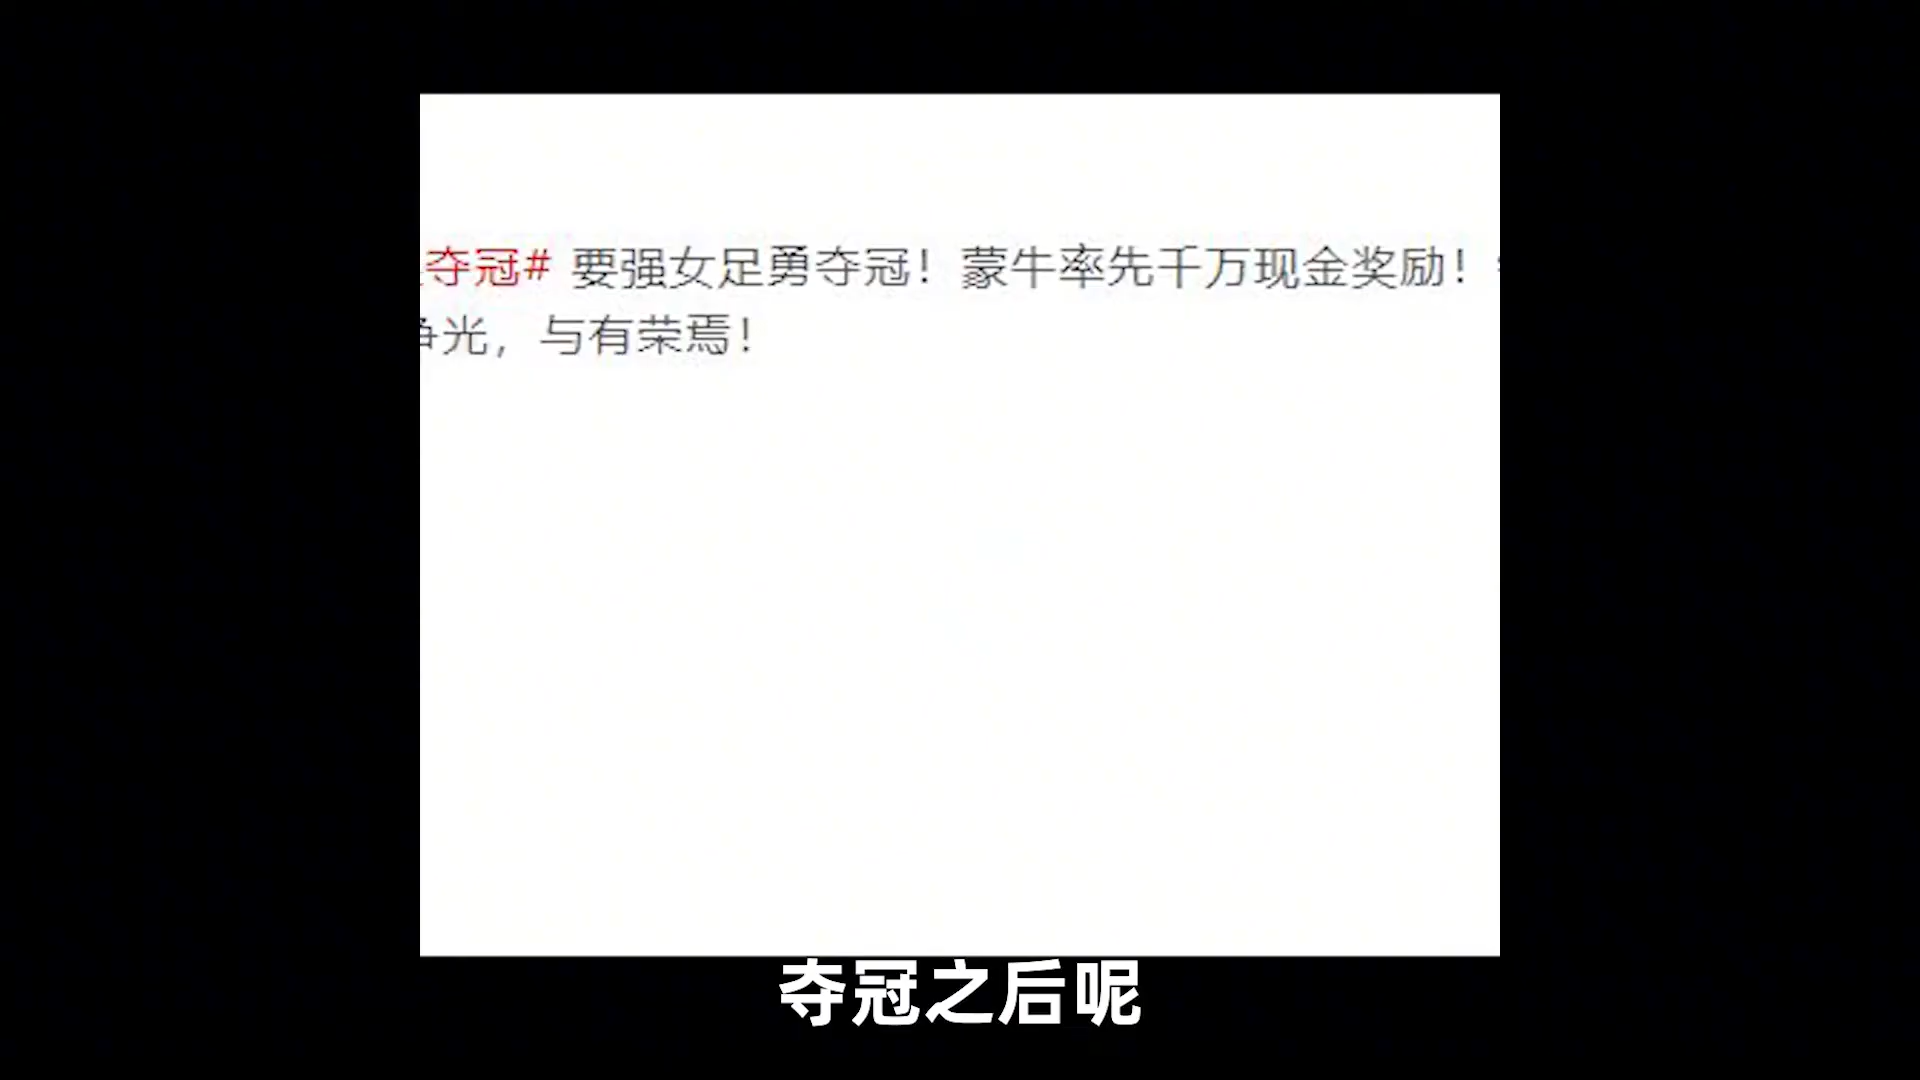 夺冠# 要强女足勇夺冠！蒙牛率先千万现金奖励！
争光，与有荣焉！
夺冠之后呢